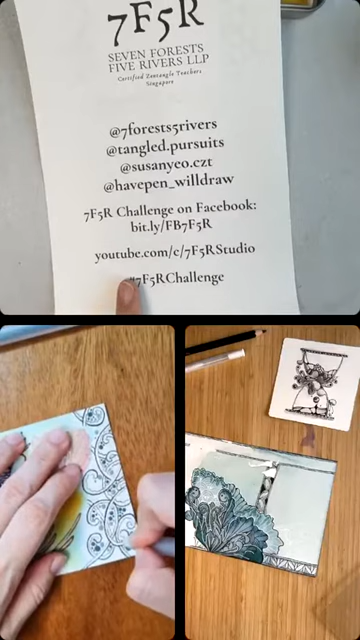 7F5R
SEVEN FORESTS
FIVE RIVERS LLP
Certified Zentangle Teachers
Singapore
@7forests5rivers
@tangled.pursuits
@susanyeo.czt
@havepen_willdraw
7F5R Challenge on Facebook:
bit.ly/FB7F5R
youtube.com/c/7F5RStudio
#7F5RChallenge